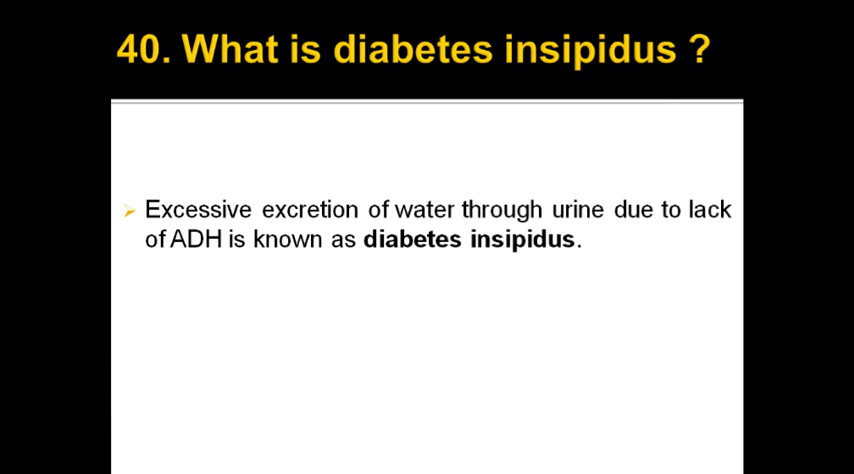 40. What is diabetes insipidus ?
Excessive excretion of water through urine due to lack
of ADH is known as diabetes insipidus.